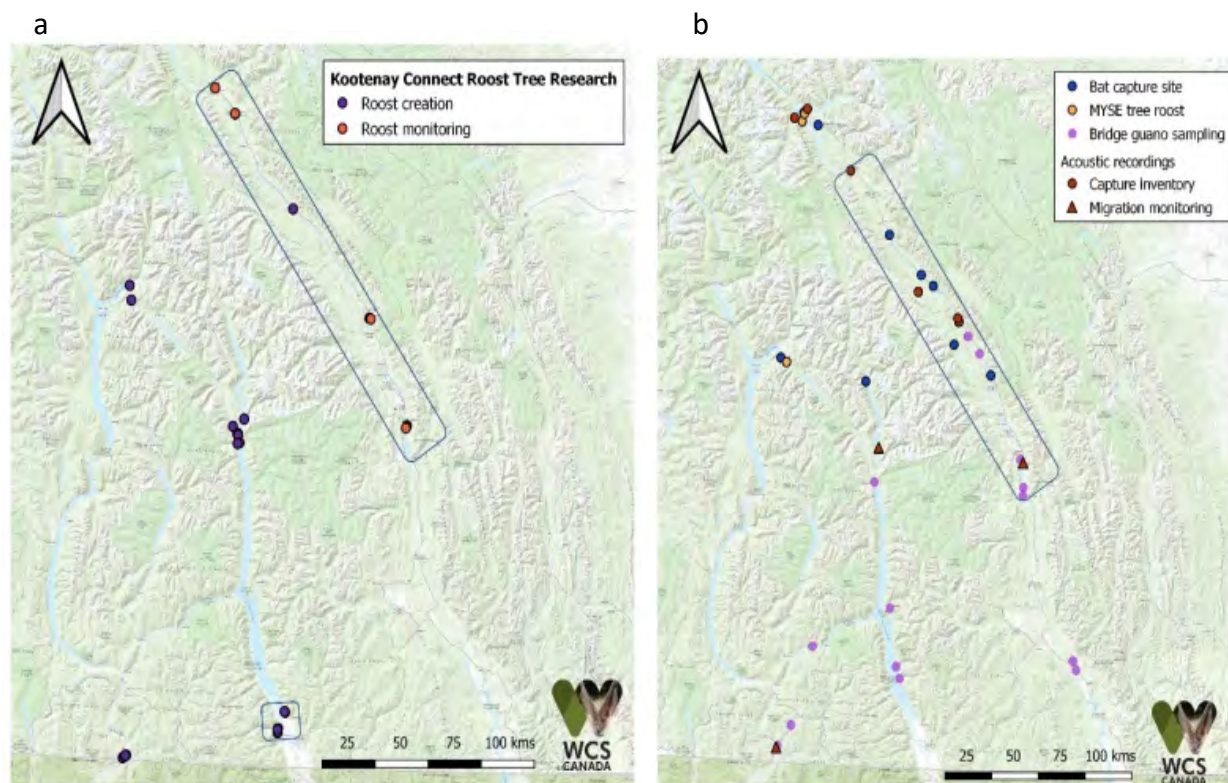 a
Kootenay Connect Roost Tree Research
Roost creation
Roost monitoring
25 50 75 100 kms
WCS
CANADA
b
Bat capture site
MYSE tree roost
Bridge guano sampling
Acoustic recordings
Capture Inventory
Migration monitoring
25 50 75 100 kms
WCS
CANADA